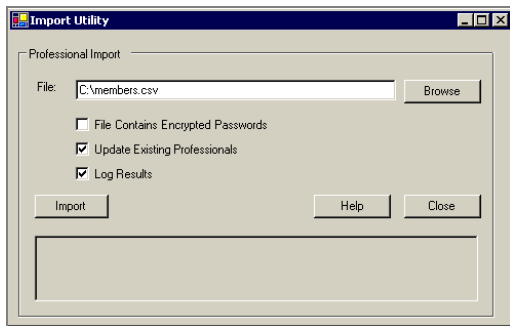 Import Utility
Professional Import
File: C:\members.csv Browse
File Contains Encrypted Passwords
Update Existing Professionals
Log Results
Import Help Close